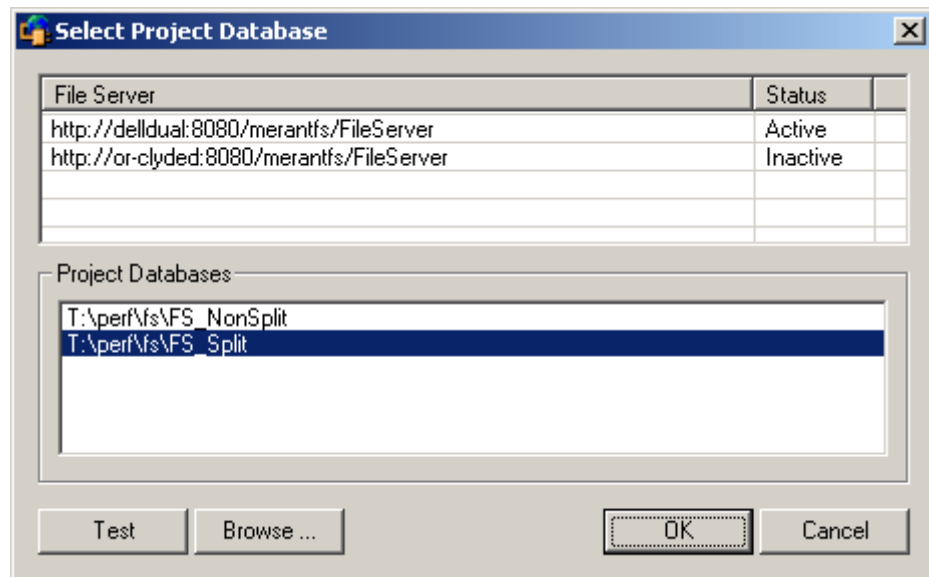 Select Project Database
File Server Status
http://delldual:8080/merantfs/FileServer Active
http://or-clyded:8080/merantfs/FileServer Inactive
Project Databases
T:\perf\fs\FS_NonSplit
T:\perf\fs\FS_Split
Test Browse ... OK Cancel